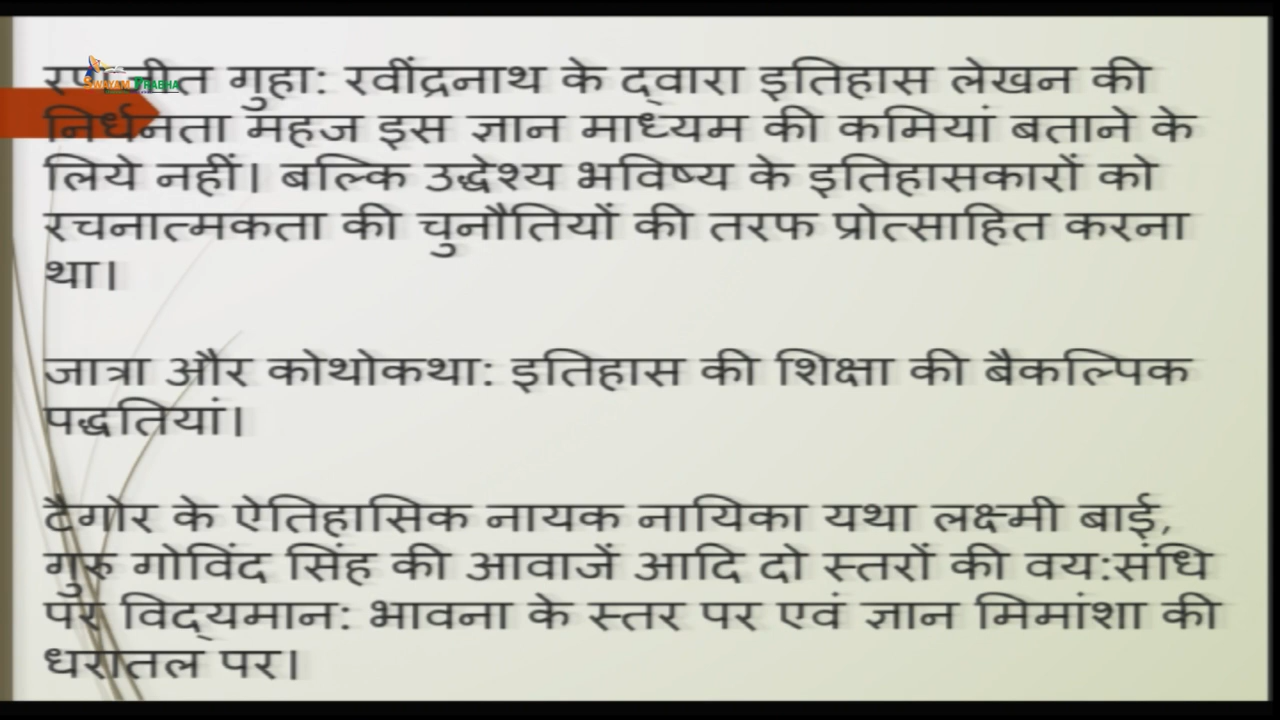 SWAYAM PRABHA
गुहा: रवींद्रनाथ के द्वारा इतिहास लेखन की
निर्धनता महज इस ज्ञान माध्यम की कमियां बताने के
लिये नहीं। बल्कि उद्धेश्य भविष्य के इतिहासकारों को
रचनात्मकता की चुनौतियों की तरफ प्रोत्साहित करना
था।
जात्रा और कोथोकथा: इतिहास की शिक्षा की बैकल्पिक
पद्धतियां।
टैगोर के ऐतिहासिक नायक नायिका यथा लक्ष्मी बाई,
गुरु गोविंद सिंह की आवाजें आदि दो स्तरों की वय:संधि
पर विद्यमान: भावना के स्तर पर एवं ज्ञान मिमांशा की
धरातल पर।